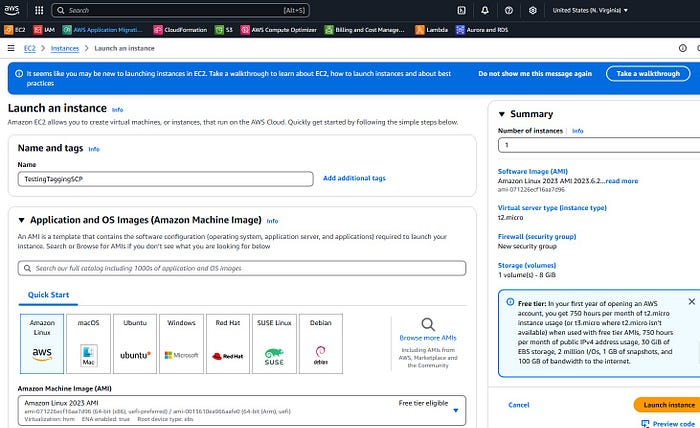 aws
Search
[Alt+S]
United States (N. Virginia)
EC2
IAM
AWS Application Migrati...
CloudFormation
S3
AWS Compute Optimizer
Billing and Cost Manage...
Lambda
Aurora and RDS
EC2
Instances
Launch an instance
It seems like you may be new to launching instances in EC2. Take a walkthrough to learn about EC2, how to launch instances and about best
practices
Do not show me this message again
Take a walkthrough
Launch an instance
Info
Amazon EC2 allows you to create virtual machines, or instances, that run on the AWS Cloud. Quickly get started by following the simple steps below.
Name and tags
Info
Name
TestingTaggingSCP
Add additional tags
Application and OS Images (Amazon Machine Image)
Info
An AMI is a template that contains the software configuration (operating system, application server, and applications) required to launch your
instance. Search or Browse for AMIs if you don't see what you are looking for below
Search our full catalog including 1000s of application and OS images
Quick Start
Amazon
Linux
aws
macOS
Mac
Ubuntu
ubuntu
Windows
Microsoft
Red Hat
Red Hat
SUSE Linux
SUSE
Debian
debian
Browse more AMIs
Including AMIs from
AWS, Marketplace and
the Community
Amazon Machine Image (AMI)
Amazon Linux 2023 AMI
Free tier eligible
ami-071226ecf16aa7d96 (64-bit (x86), uefi-preferred) / (64-bit (Arm), uefi)
Virtualization: hvm ENA enabled: true Root device type: ebs
Summary
Number of instances
Info
1
Software Image (AMI)
Amazon Linux 2023 AMI 2023.6.2...read more
ami-071226ecf16aa7d96
Virtual server type (instance type)
t2.micro
Firewall (security group)
New security group
Storage (volumes)
1 volume(s) - 8 GiB
Free tier: In your first year of opening an AWS
account, you get 750 hours per month of t2.micro
instance usage (or t3.micro where t2.micro isn't
available) when used with free tier AMIs, 750 hours
per month of public IPv4 address usage, 30 GiB of
EBS storage, 2 million I/Os, 1 GB of snapshots, and
100 GB of bandwidth to the internet.
Cancel
Launch instance
Preview code